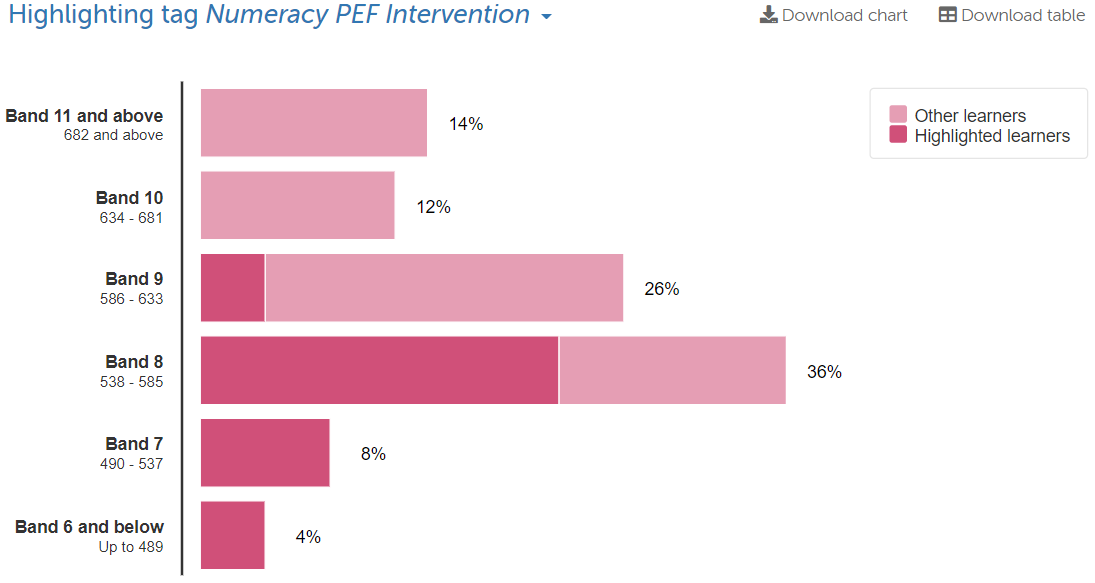 Highlighting tag Numeracy PEF Intervention
Download chart
Download table
Other learners
Highlighted learners
Band 11 and above
682 and above
14%
Band 10
634 - 681
12%
Band 9
586 - 633
26%
Band 8
538 - 585
36%
Band 7
490 - 537
8%
Band 6 and below
Up to 489
4%